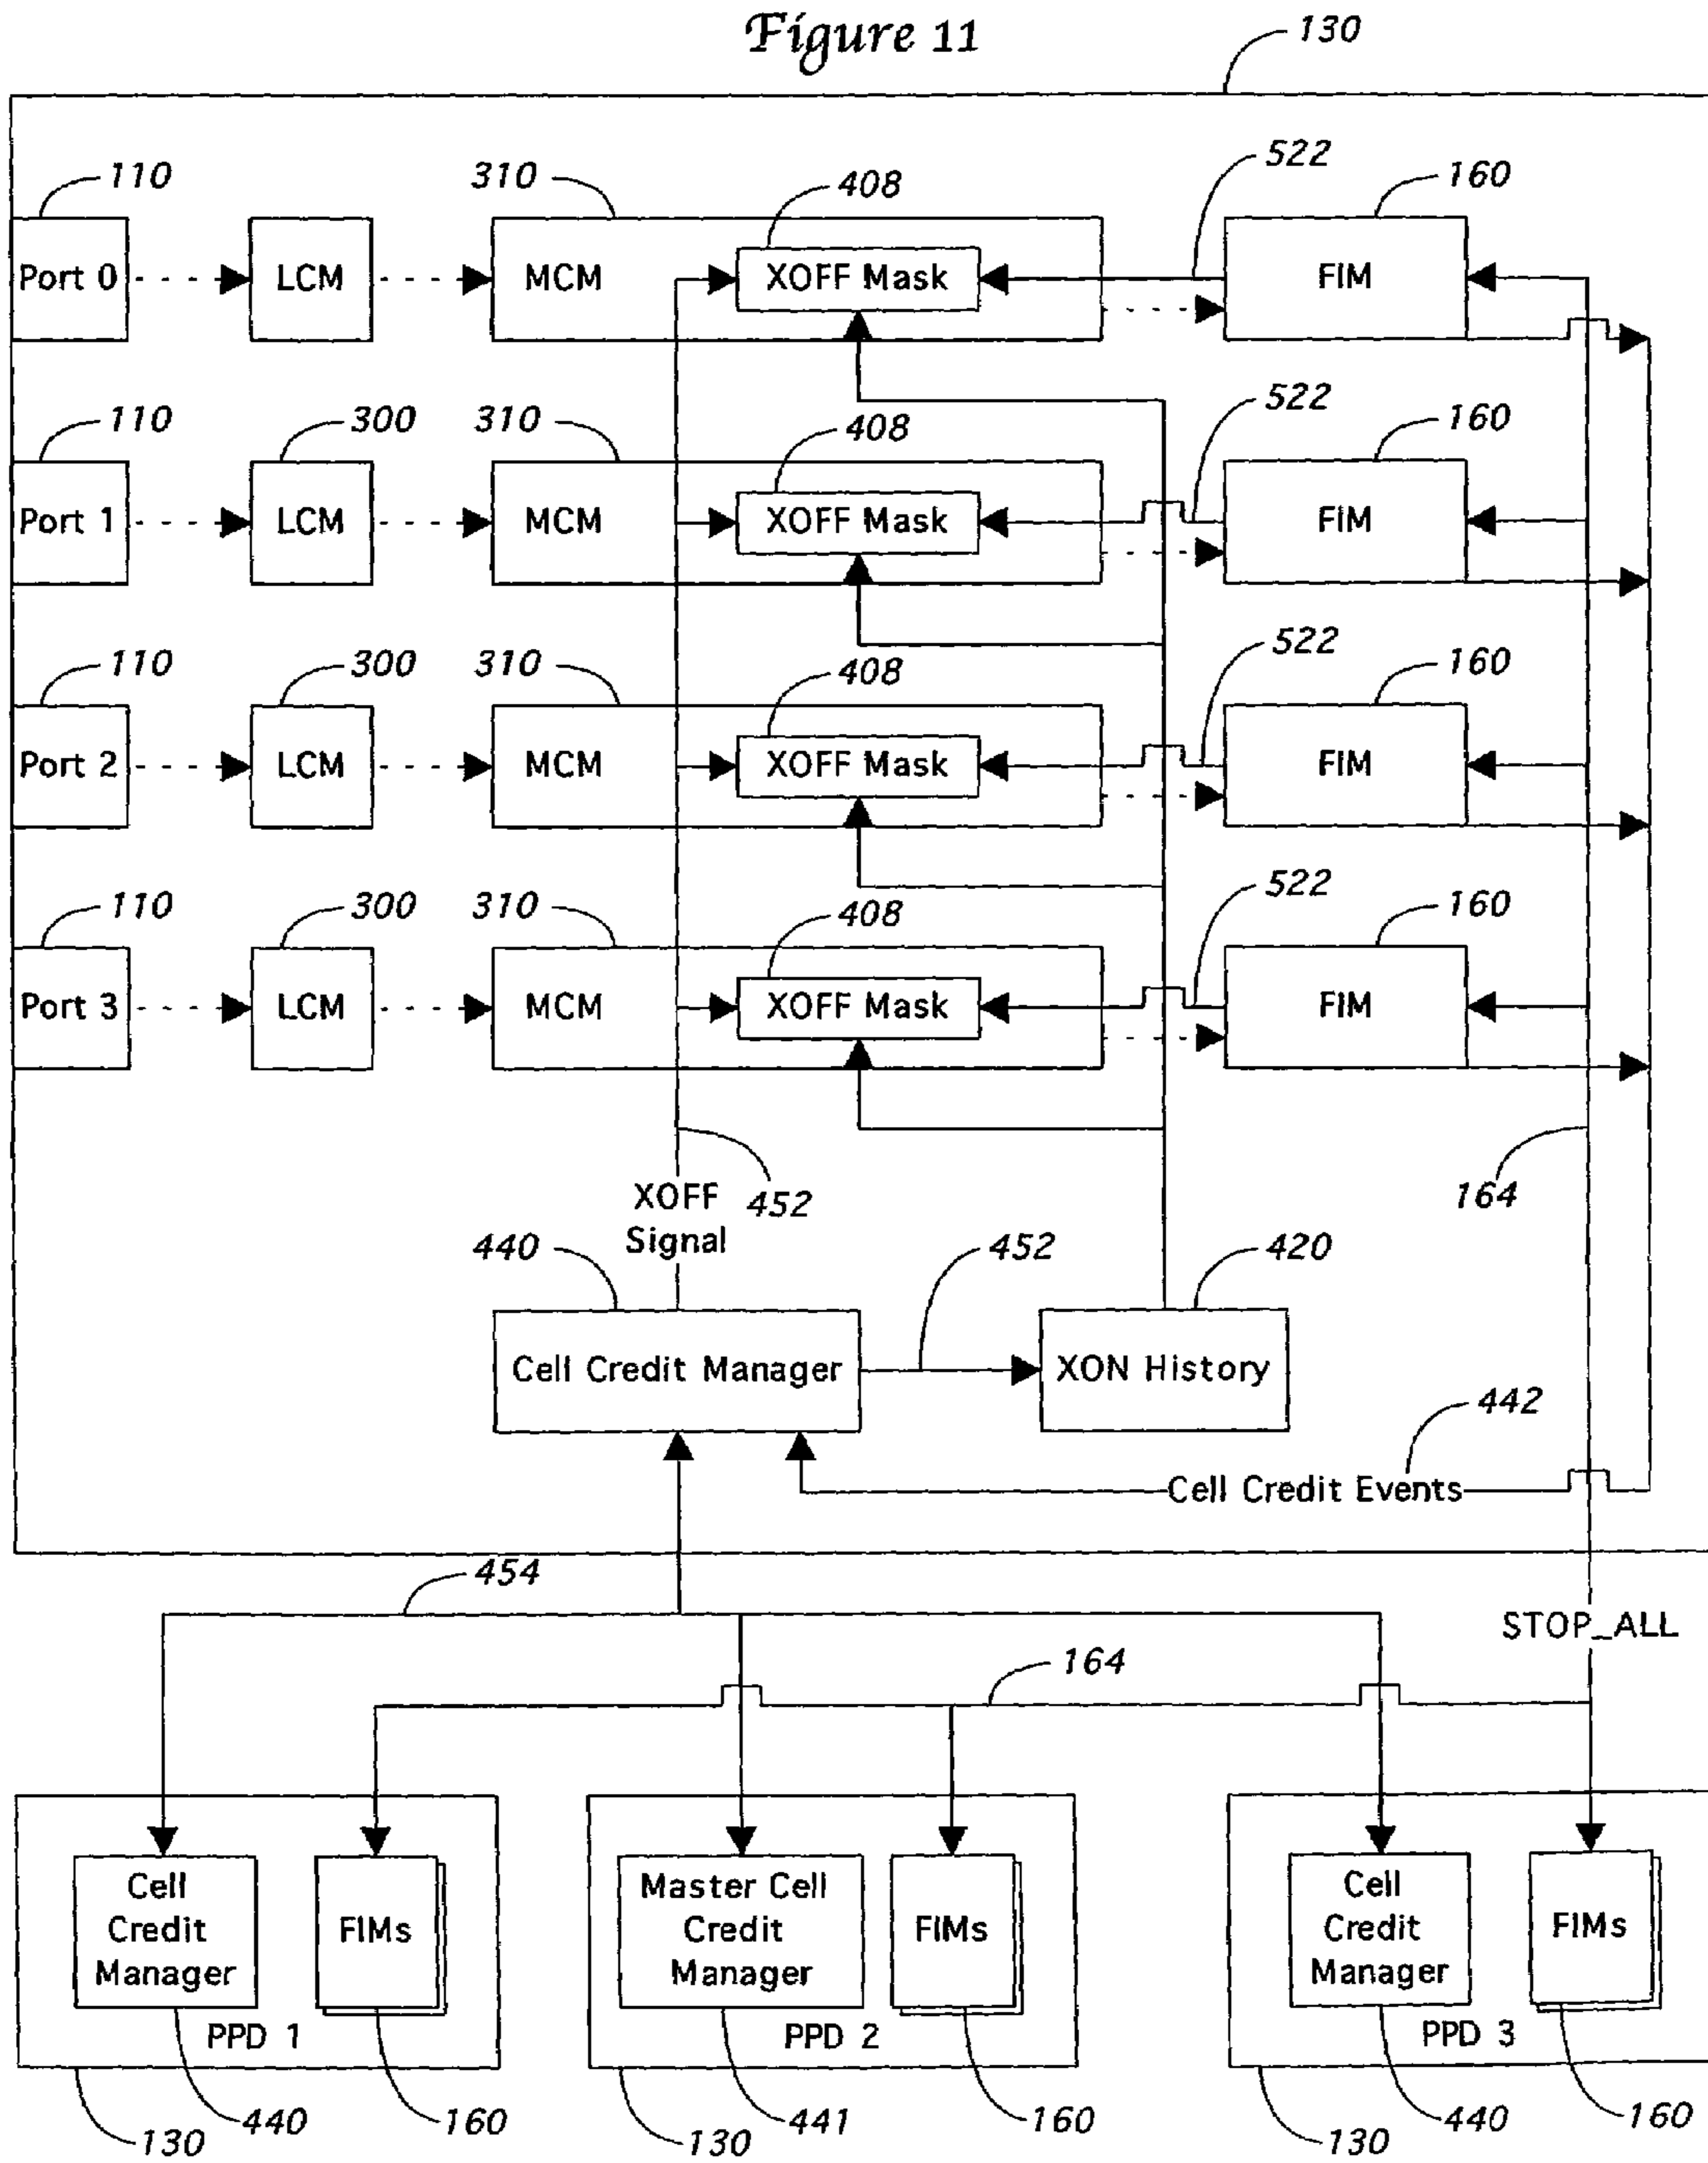 Figure 11
130
110 310 408 522 160
Port 0 LCM MCM XOFF Mask FIM
110 300 310 408 522 160
Port 1 LCM MCM XOFF Mask FIM
110 300 310 408 522 160
Port 2 LCM MCM XOFF Mask FIM
110 300 310 408 522 160
Port 3 LCM MCM XOFF Mask FIM
XOFF 452 164
Signal
440 452 420
Cell Credit Manager XON History
442
Cell Credit Events
454
STOP_ALL
164
Cell Master Cell Cell
Credit FIMs Credit FIMs Credit FIMs
Manager Manager Manager
PPD 1 PPD 2 PPD 3
440 160 441 160 440 160
130 130 130